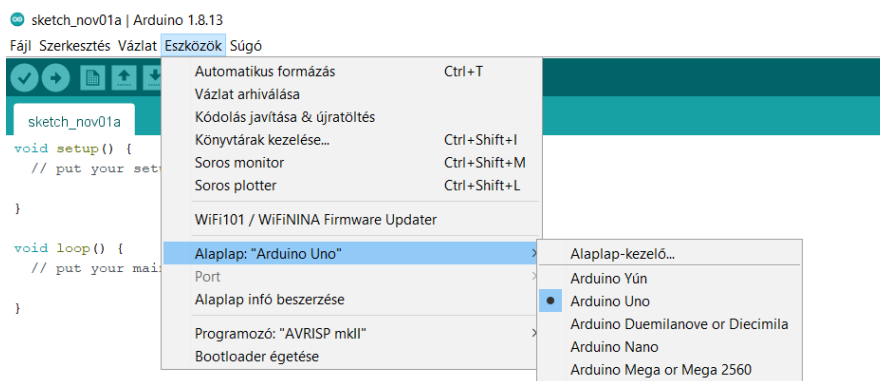 sketch_nov01a | Arduino 1.8.13
Fájl Szerkesztés Vázlat Eszközök Súgó
Automatikus formázás Ctrl+T
Vázlat arhiválása
Kódolás javítása & újratöltés
Könyvtárak kezelése... Ctrl+Shift+I
Soros monitor Ctrl+Shift+M
Soros plotter Ctrl+Shift+L
WiFi101 / WiFiNINA Firmware Updater
Alaplap: "Arduino Uno"
Port
Alaplap infó beszerzése
Programozó: "AVRISP mkII"
Bootloader égetése
Alaplap-kezelő...
Arduino Yún
Arduino Uno
Arduino Duemilanove or Diecimila
Arduino Nano
Arduino Mega or Mega 2560
sketch_nov01a
void setup() {
// put your set
}
void loop() {
// put your mai
}